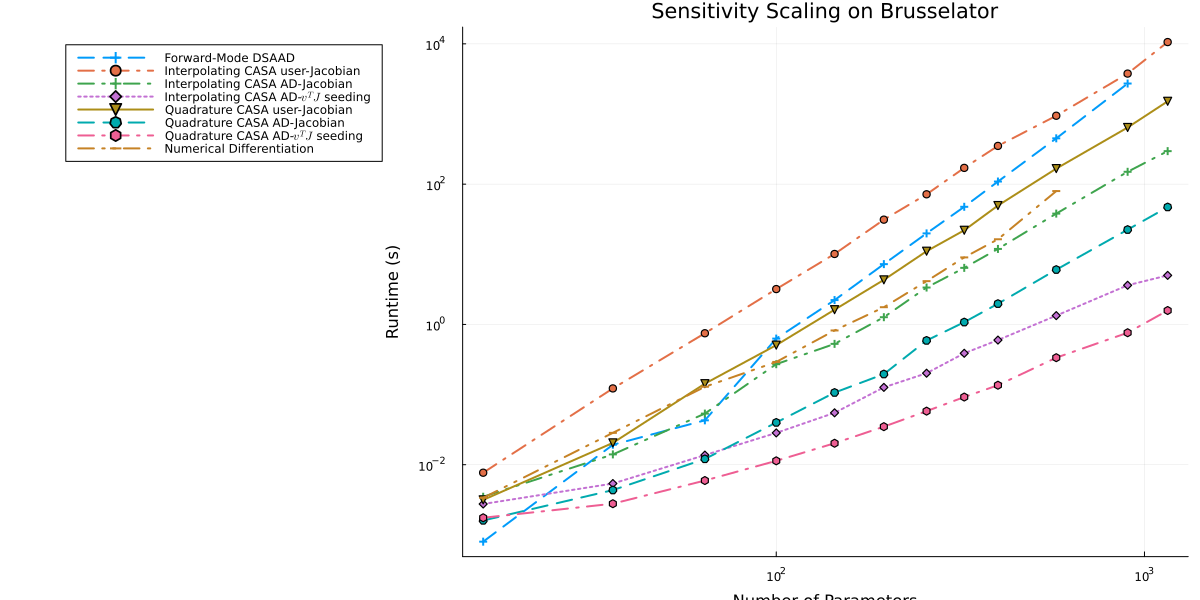 Sensitivity Scaling on Brusselator
Forward-Mode DSAAD
Interpolating CASA user-Jacobian
Interpolating CASA AD-Jacobian
Interpolating CASA AD-$v^T J$ seeding
Quadrature CASA user-Jacobian
Quadrature CASA AD-Jacobian
Quadrature CASA AD-$v^T J$ seeding
Numerical Differentiation
Runtime (s)
10⁴
10²
10⁰
10⁻²
10²
10³
Number of Parameters